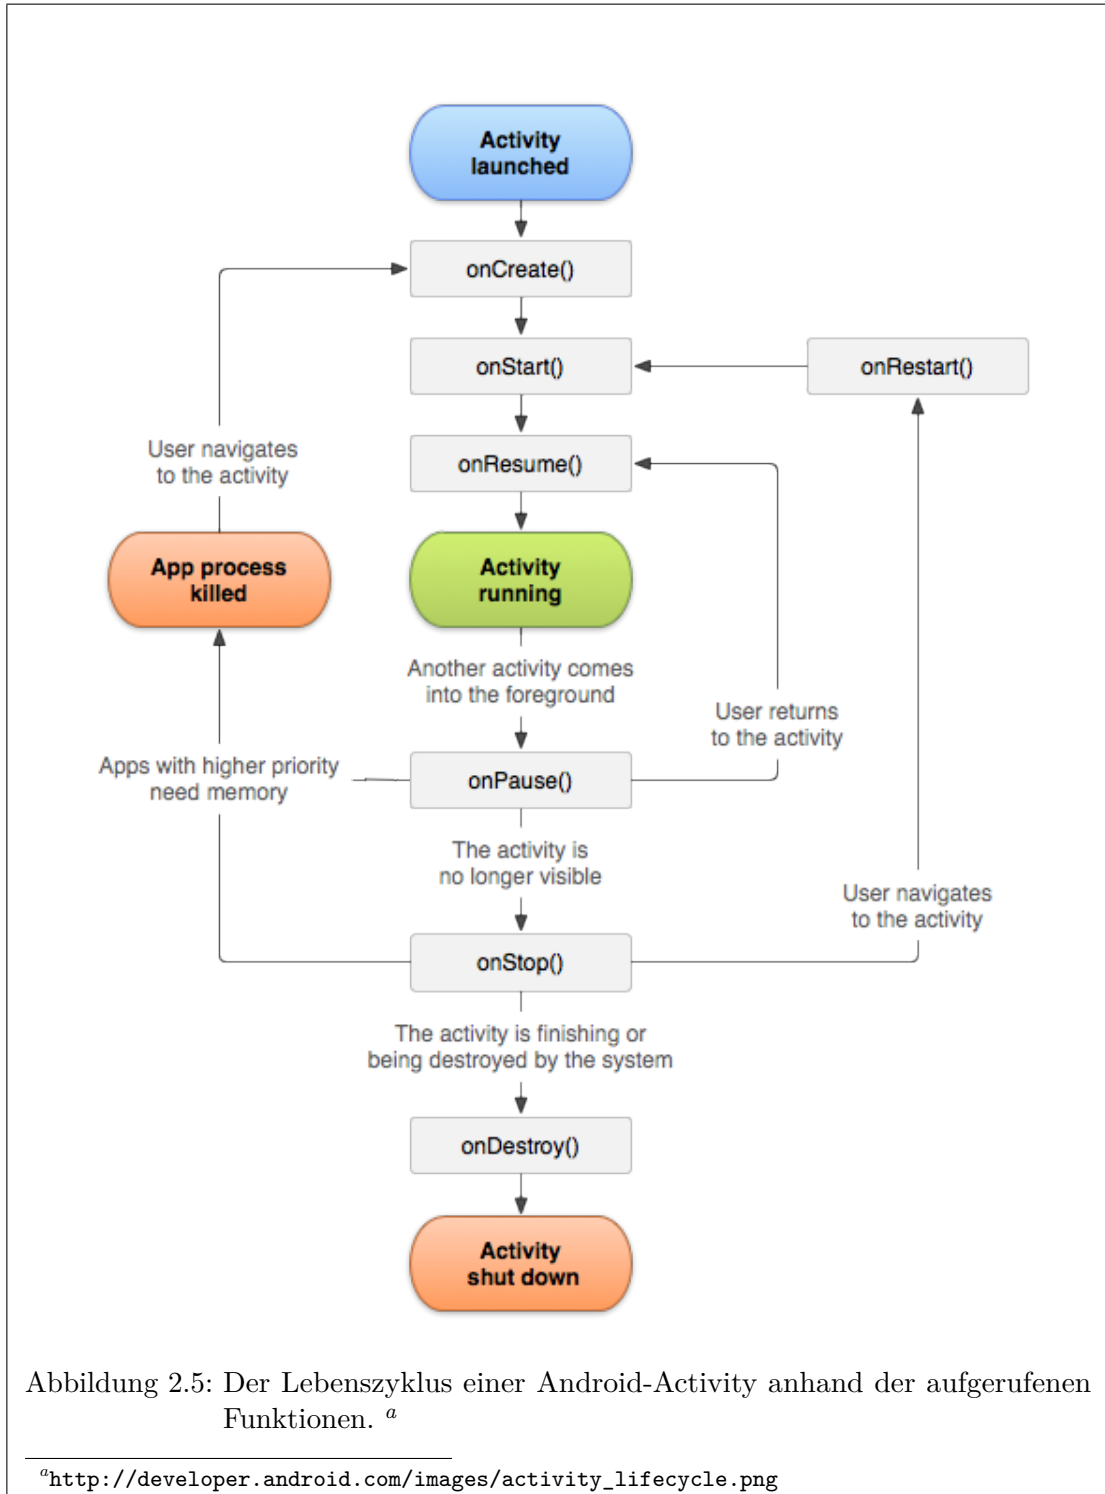 Activity
launched
onCreate()
onStart()
onRestart()
User navigates
to the activity
onResume()
App process
killed
Activity
running
Another activity comes
into the foreground
User returns
to the activity
Apps with higher priority
need memory
onPause()
The activity is
no longer visible
User navigates
to the activity
onStop()
The activity is finishing or
being destroyed by the system
onDestroy()
Activity
shut down
Abbildung 2.5: Der Lebenszyklus einer Android-Activity anhand der aufgerufenen
Funktionen. a
ahttp://developer.android.com/images/activity_lifecycle.png